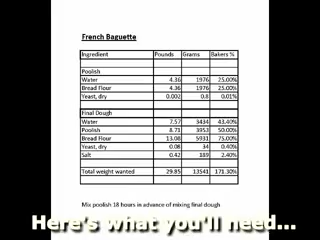 French Baguette
Ingredient Pounds Grams Bakers %
Poolish
Water 4.36 1976 25.00%
Bread Flour 4.36 1976 25.00%
Yeast, dry 0.002 0.8 0.01%
Final Dough
Water 7.57 3434 43.40%
Poolish 8.71 3953 50.00%
Bread Flour 13.08 5931 75.00%
Yeast, dry 0.08 34 0.40%
Salt 0.42 189 2.40%
Total weight wanted 29.85 13541 171.30%
Mix poolish 18 hours in advance of mixing final dough
Here's what you'll need...